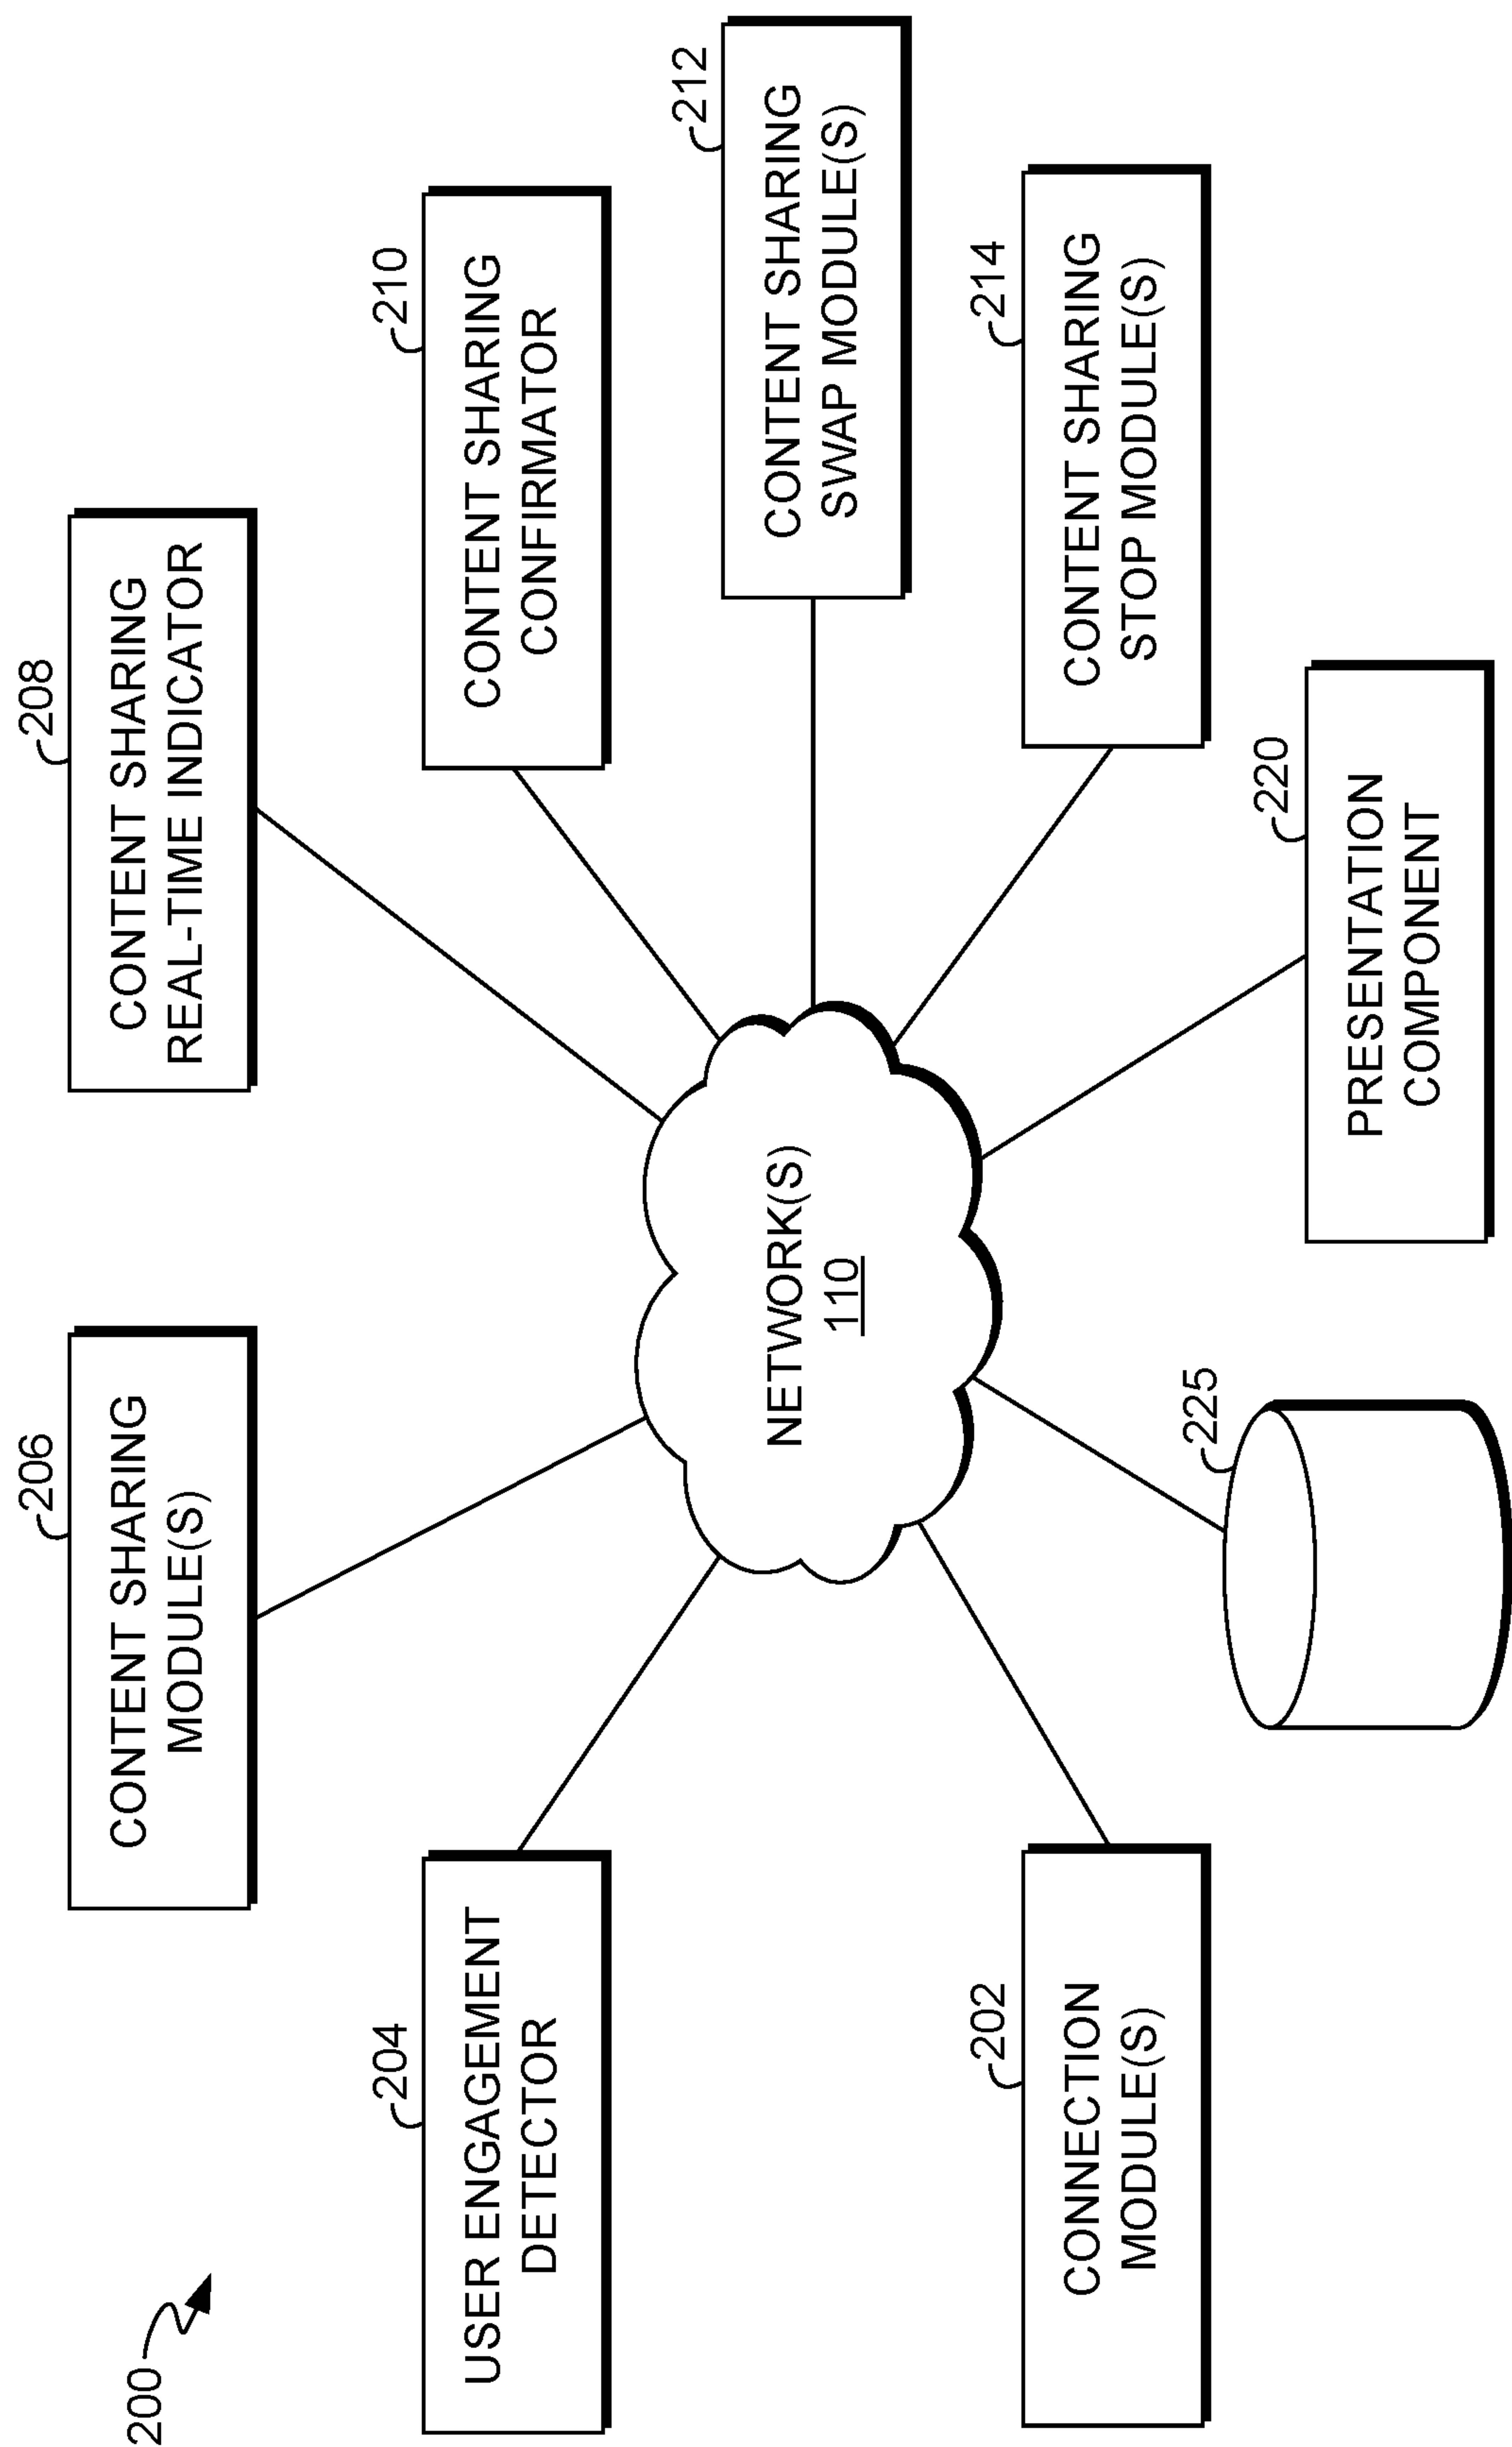 200
206
CONTENT SHARING
MODULE(S)
208
CONTENT SHARING
REAL-TIME INDICATOR
204
USER ENGAGEMENT
DETECTOR
210
CONTENT SHARING
CONFIRMATOR
NETWORK(S)
110
212
CONTENT SHARING
SWAP MODULE(S)
202
CONNECTION
MODULE(S)
214
CONTENT SHARING
STOP MODULE(S)
225
220
PRESENTATION
COMPONENT